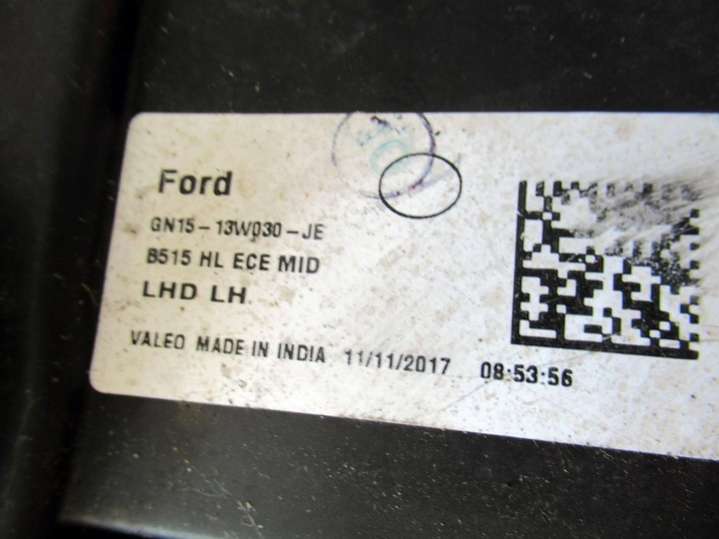 Ford
GN15-13W030-JE
B515 HL ECE MID
LHD LH
VALEO MADE IN INDIA 11/11/2017 08:53:56